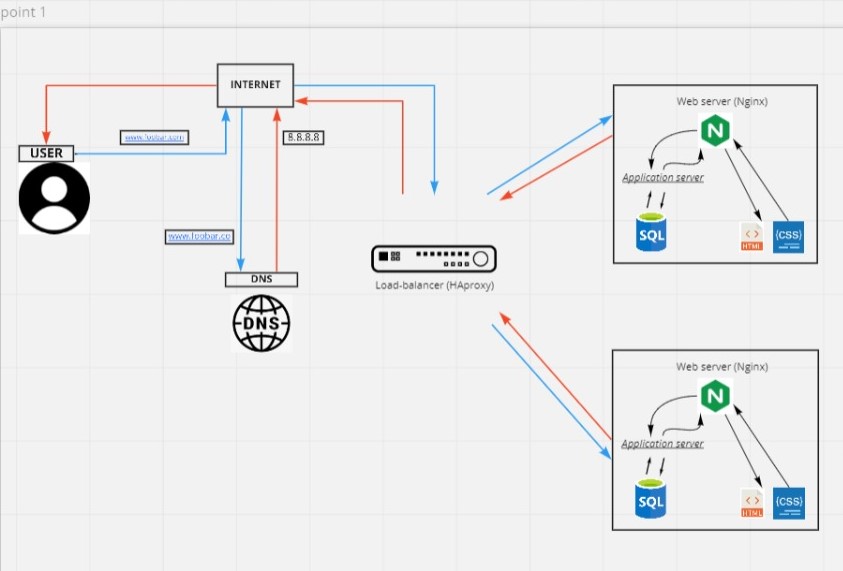 point 1
INTERNET
www.foobar.com
8.8.8.8
USER
www.foobar.co
DNS
DNS
Load-balancer (HAproxy)
Web server (Nginx)
N
Application server
SQL
<>
HTML
{CSS}
Web server (Nginx)
N
Application server
SQL
<>
HTML
{CSS}